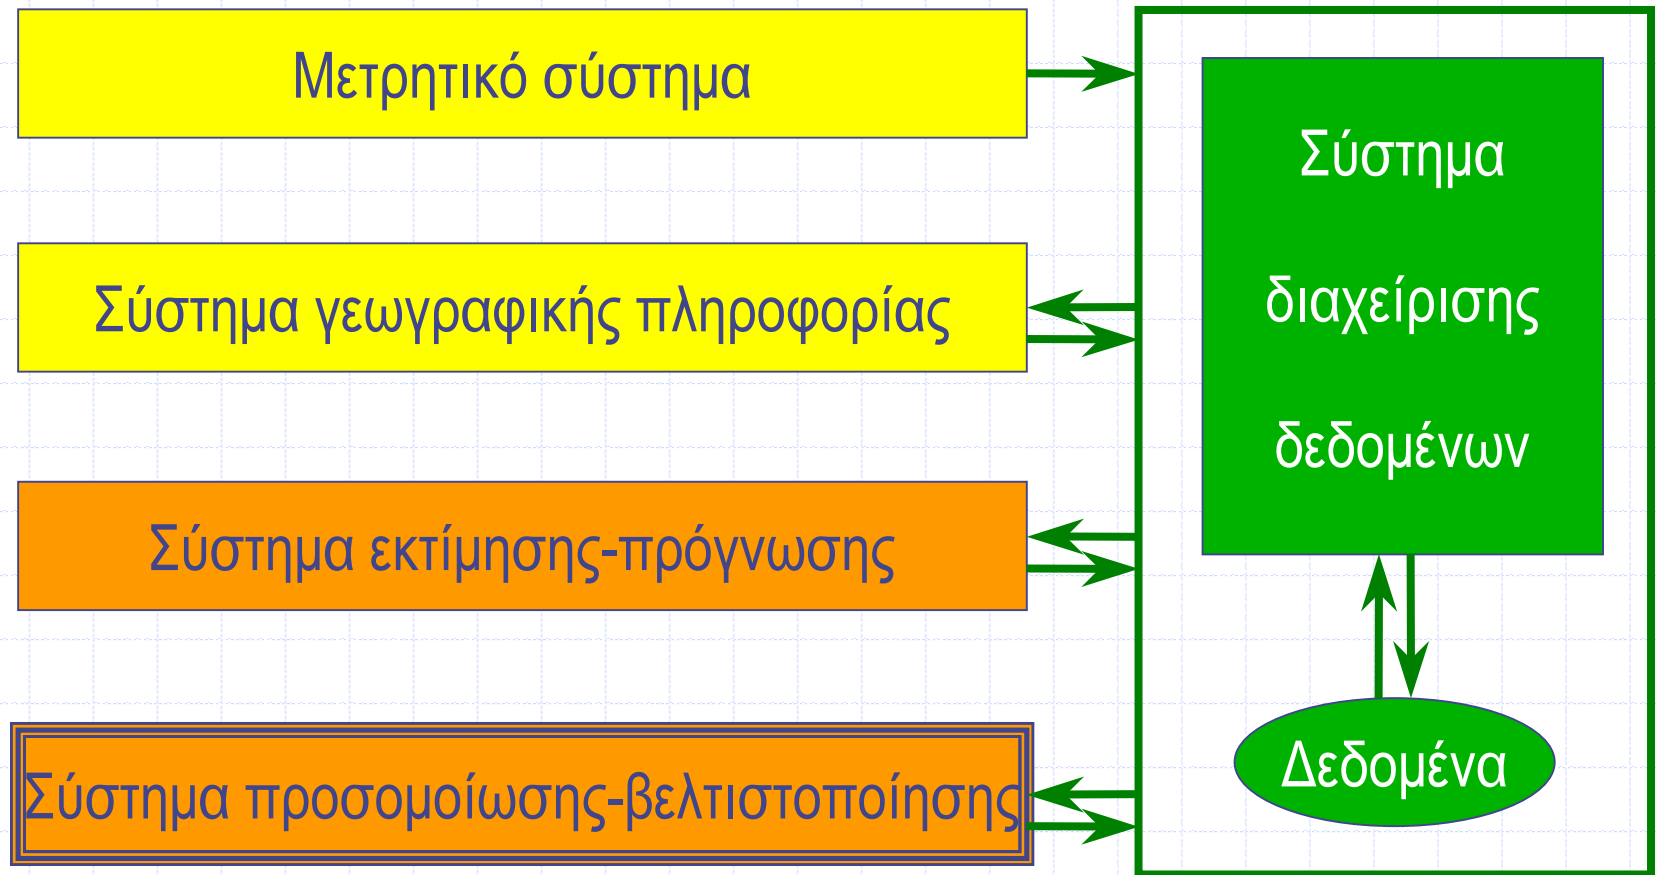 Μετρητικό σύστημα
Σύστημα γεωγραφικής πληροφορίας
Σύστημα εκτίμησης-πρόγνωσης
Σύστημα προσομοίωσης-βελτιστοποίησης
Σύστημα
διαχείρισης
δεδομένων
Δεδομένα